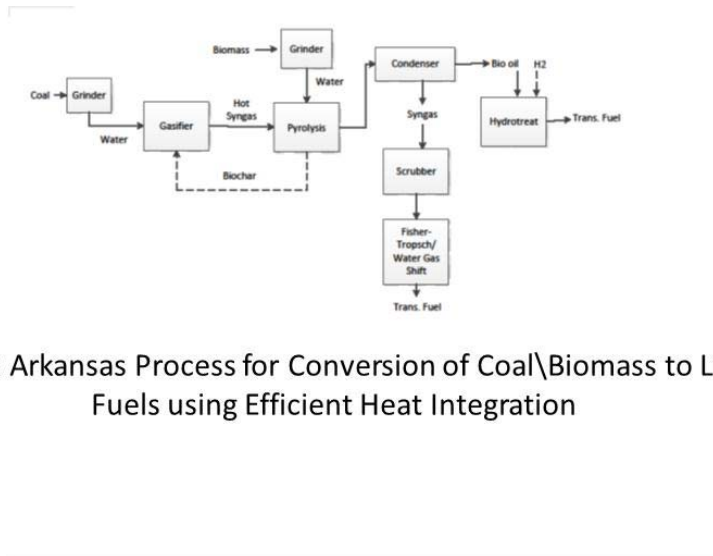 Biomass
Grinder
Water
Condenser
Bio oil
H2
Coal
Grinder
Water
Gasifier
Hot
Syngas
Pyrolysis
Syngas
Hydrotreat
Trans. Fuel
Biochar
Scrubber
Fisher-
Tropsch/
Water Gas
Shift
Trans. Fuel
Arkansas Process for Conversion of Coal\Biomass to L
Fuels using Efficient Heat Integration